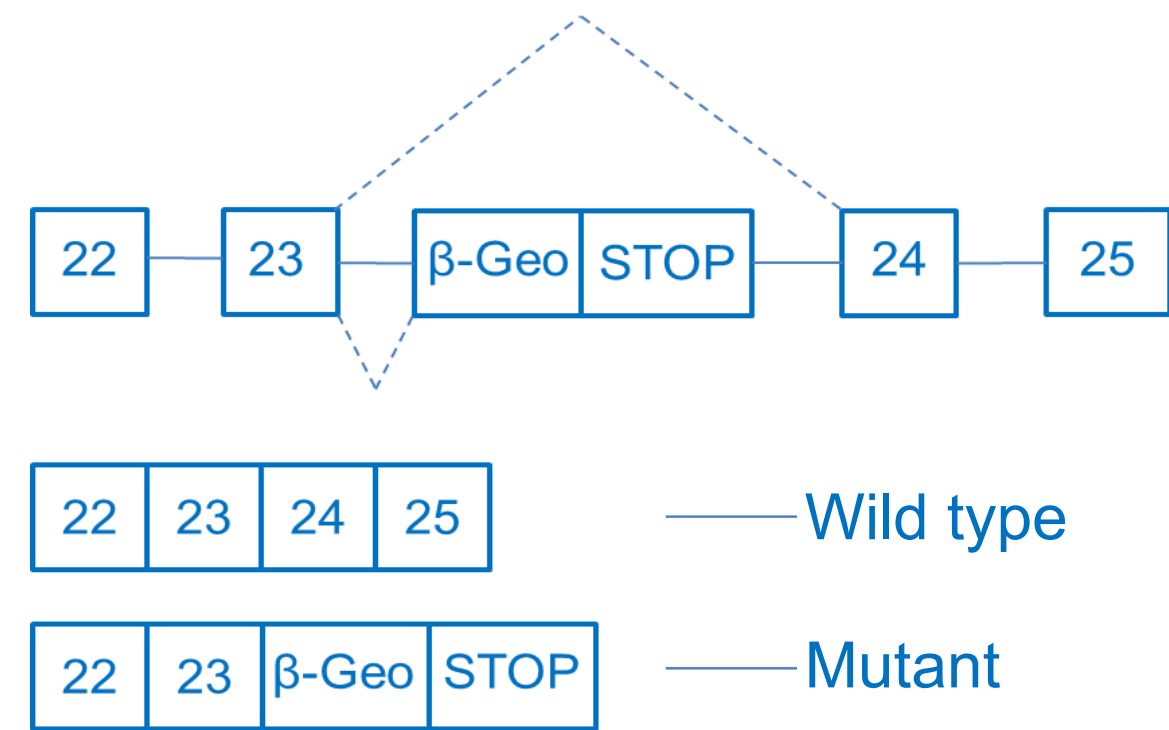 22 23 β-Geo STOP 24 25
22 23 24 25 Wild type
22 23 β-Geo STOP Mutant